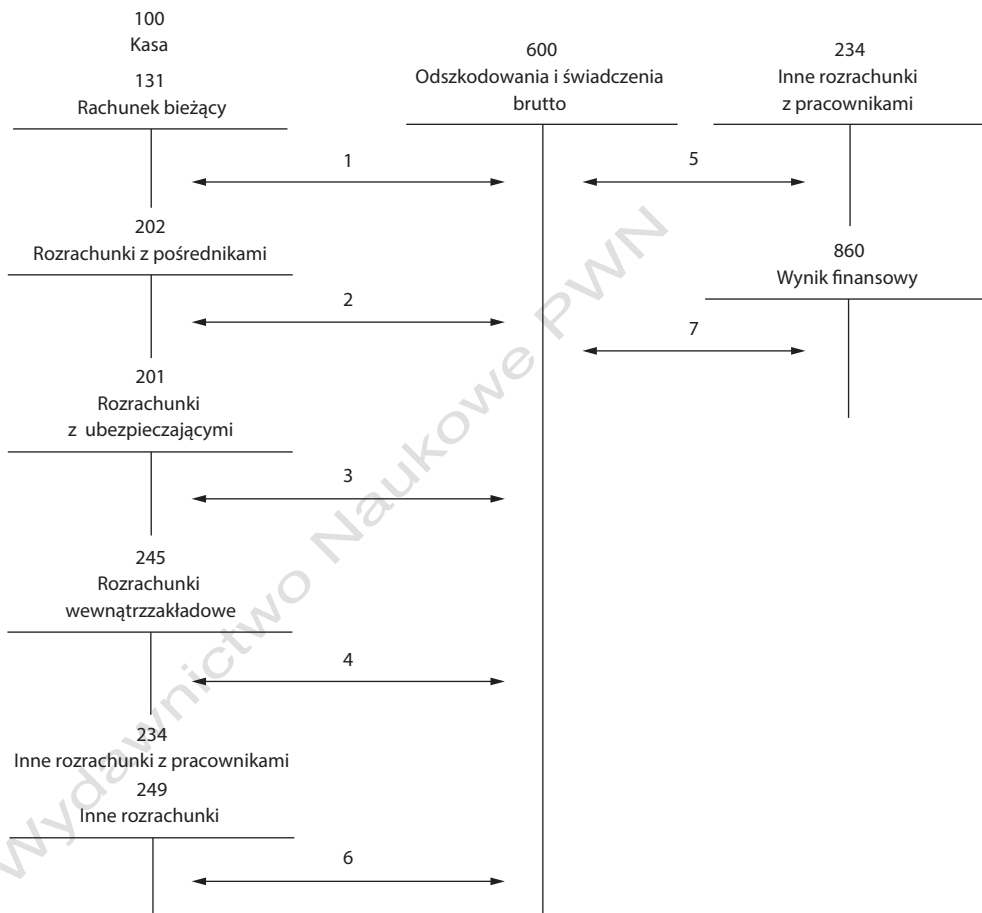 100
Kasa
131
Rachunek bieżący
1
202
Rozrachunki z pośrednikami
2
201
Rozrachunki
z ubezpieczającymi
3
245
Rozrachunki
wewnątrzzakładowe
4
234
Inne rozrachunki z pracownikami
249
Inne rozrachunki
6
600
Odszkodowania i świadczenia
brutto
234
Inne rozrachunki
z pracownikami
5
860
Wynik finansowy
7
Wydawnictwo Naukowe PWN